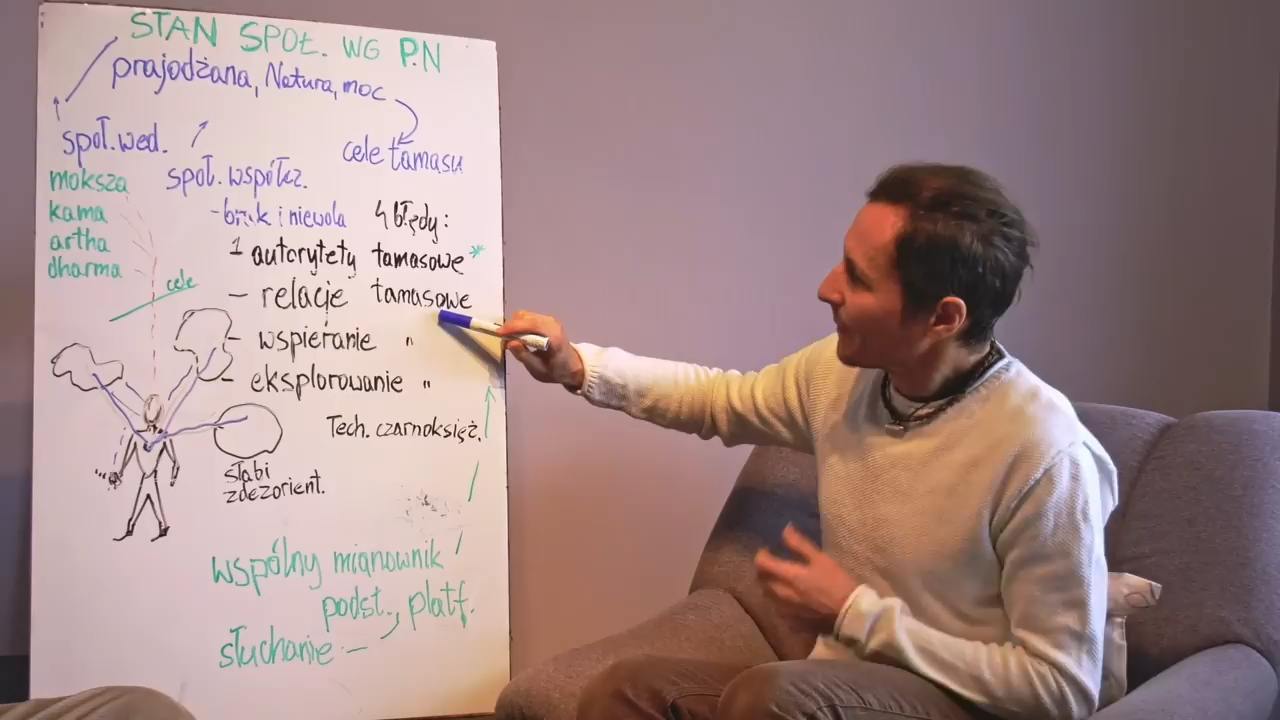 STAN SPOŁ. WG P.N
prajodżana, Natura, moc
społ. wed.
cele tamasu
moksza
kama
artha
dharma
społ. współcz.
- brak i niewola
4 błędy:
1 autorytety tamasowe *
- relacje tamasowe
- wspieranie "
- eksplorowanie "
cele
Tech. czarnoksięż.
słabi
zdezorient.
wspólny mianownik
podst., platf.
słuchanie -